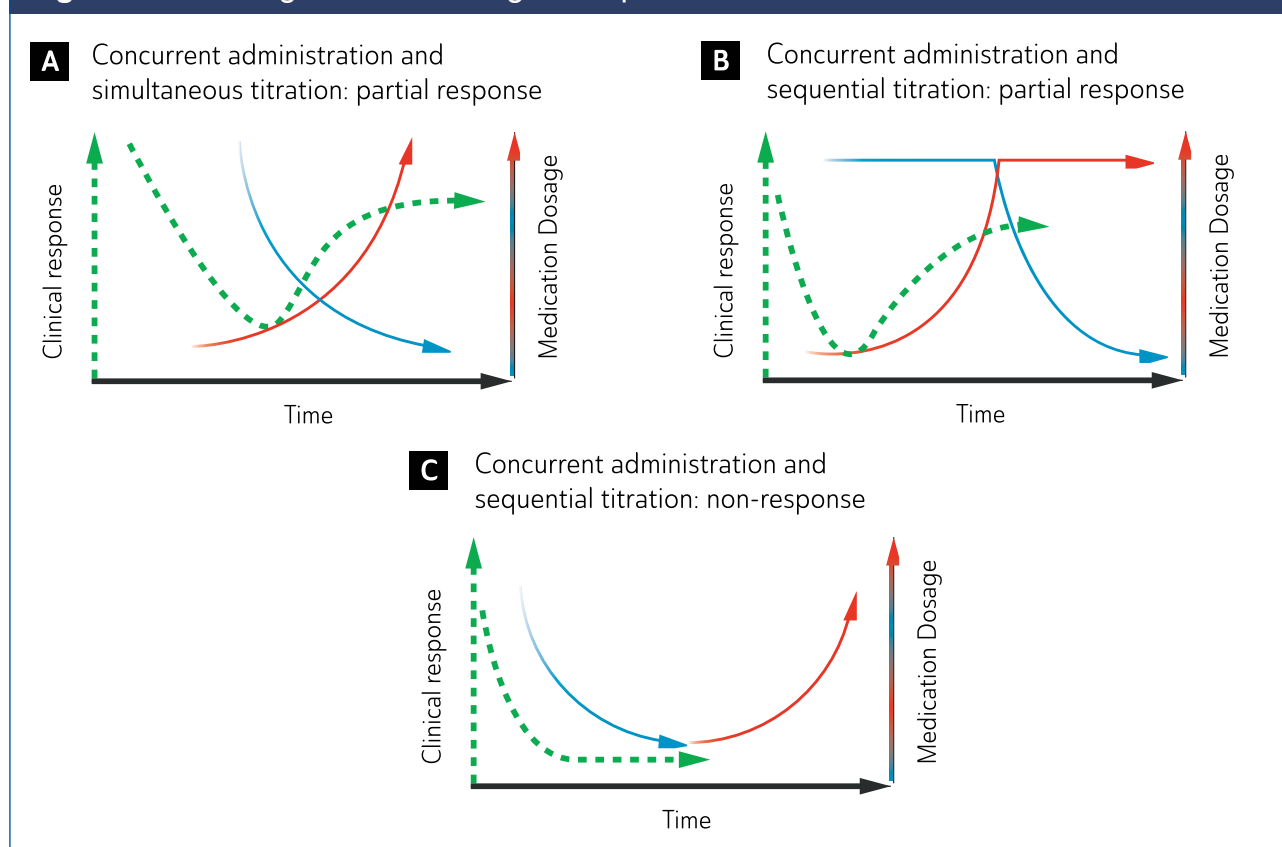 A
Concurrent administration and
simultaneous titration: partial response
Clinical response
Medication Dosage
Time
B
Concurrent administration and
sequential titration: partial response
Clinical response
Medication Dosage
Time
C
Concurrent administration and
sequential titration: non-response
Clinical response
Medication Dosage
Time